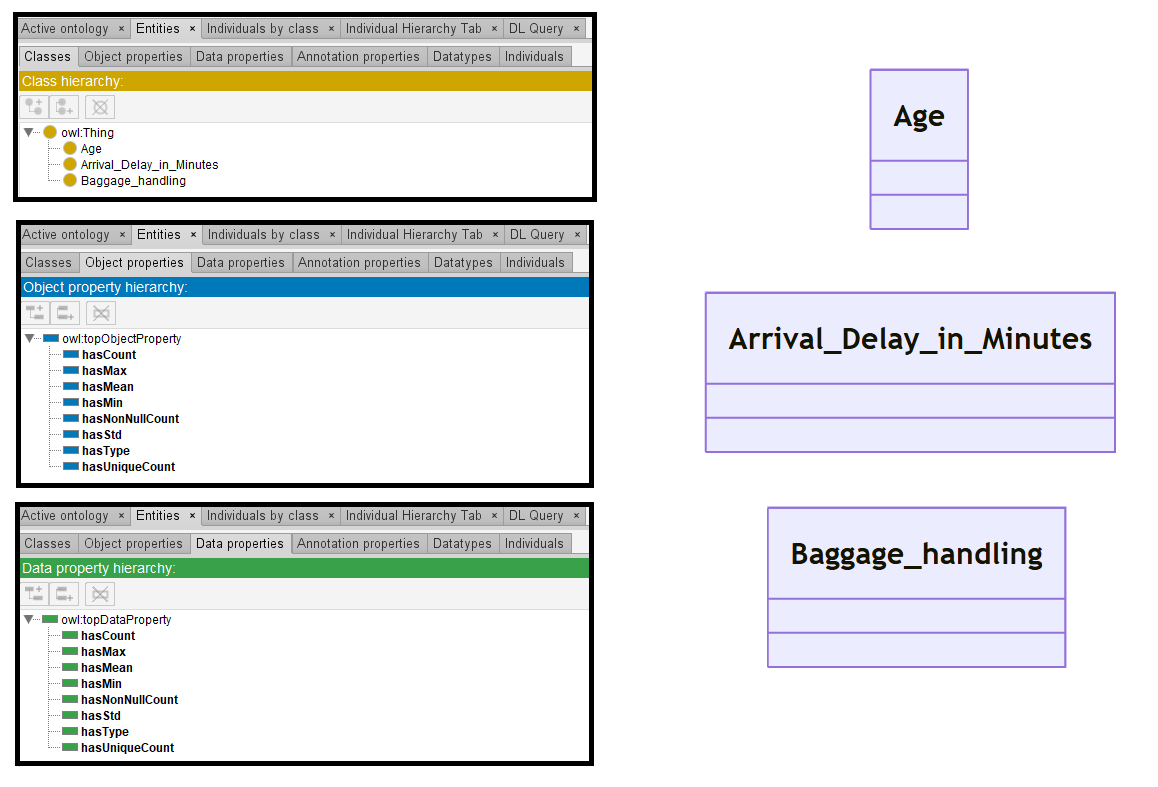 Active ontology × Entities × Individuals by class × Individual Hierarchy Tab × DL Query ×
Classes Object properties Data properties Annotation properties Datatypes Individuals
Class hierarchy:
owl:Thing
Age
Arrival_Delay_in_Minutes
Baggage_handling
Active ontology × Entities × Individuals by class × Individual Hierarchy Tab × DL Query ×
Classes Object properties Data properties Annotation properties Datatypes Individuals
Object property hierarchy:
owl:topObjectProperty
hasCount
hasMax
hasMean
hasMin
hasNonNullCount
hasStd
hasType
hasUniqueCount
Active ontology × Entities × Individuals by class × Individual Hierarchy Tab × DL Query ×
Classes Object properties Data properties Annotation properties Datatypes Individuals
Data property hierarchy:
owl:topDataProperty
hasCount
hasMax
hasMean
hasMin
hasNonNullCount
hasStd
hasType
hasUniqueCount
Age
Arrival_Delay_in_Minutes
Baggage_handling